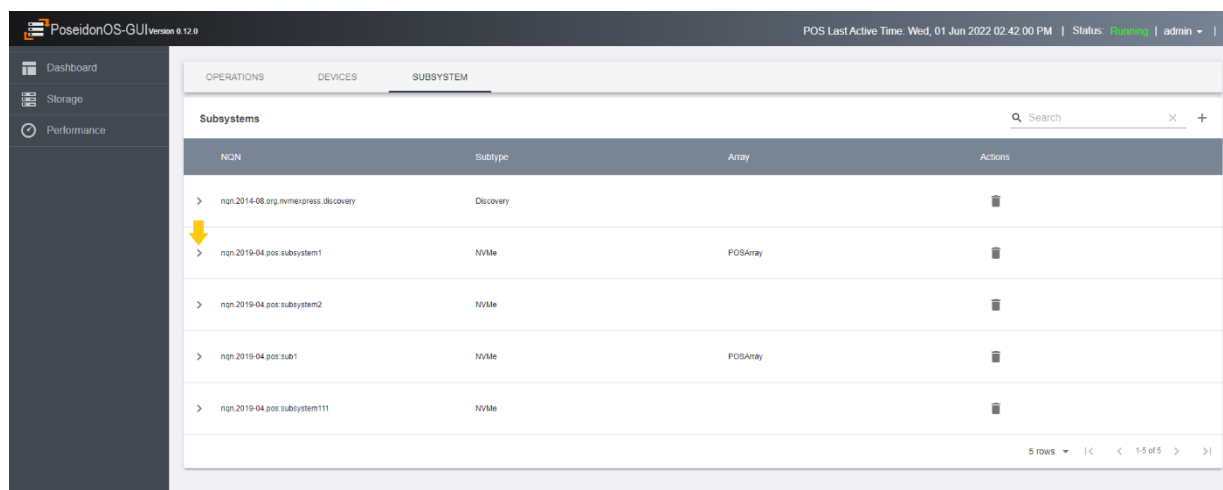 PoseidonOS-GUI Version 0.12.0 POS Last Active Time: Wed, 01 Jun 2022 02:42:00 PM | Status: Running | admin |
Dashboard
Storage
Performance
OPERATIONS DEVICES SUBSYSTEM
Subsystems Search
NQN Subtype Array Actions
nqn.2014-08.org.nvmexpress.discovery Discovery
nqn.2019-04.pos:subsystem1 NVMe POSArray
nqn.2019-04.pos:subsystem2 NVMe
nqn.2019-04.pos:sub1 NVMe POSArray
nqn.2019-04.pos:subsystem111 NVMe
5 rows 1-5 of 5